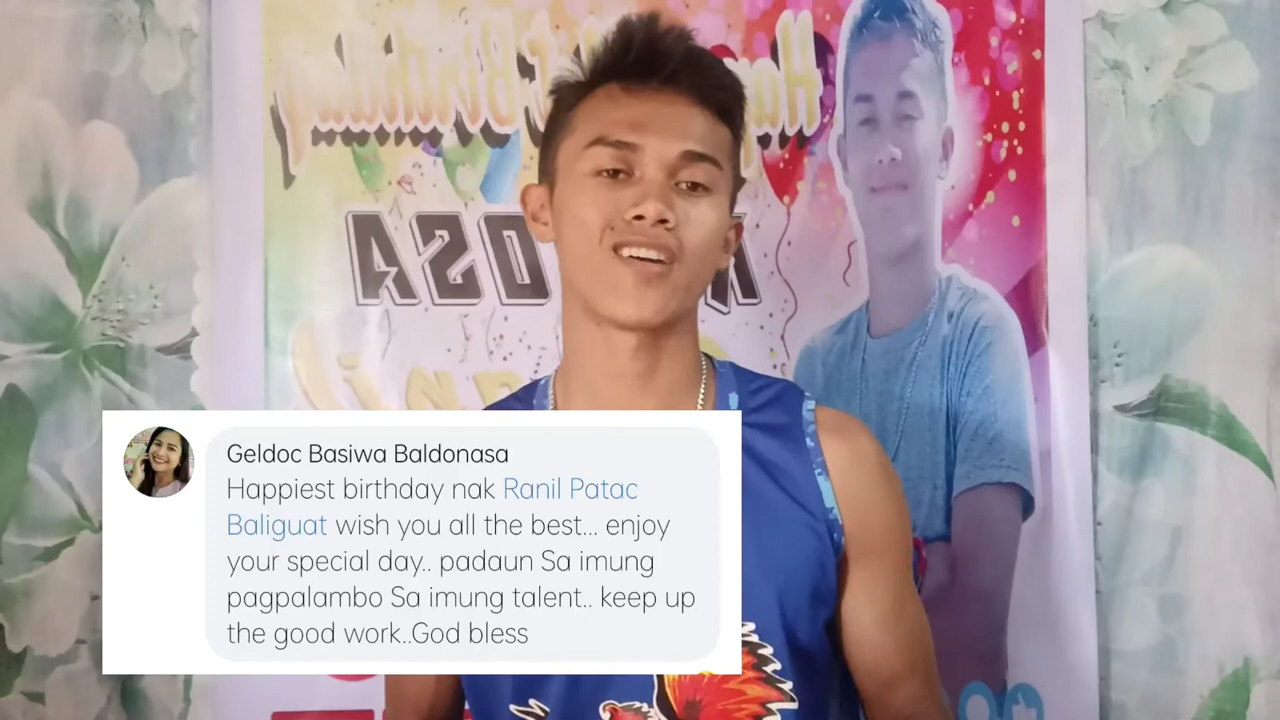 Geldoc Basiwa Baldonasa
Happiest birthday nak Ranil Patac
Baliguat wish you all the best... enjoy
your special day.. padaun Sa imung
pagpalambo Sa imung talent.. keep up
the good work..God bless